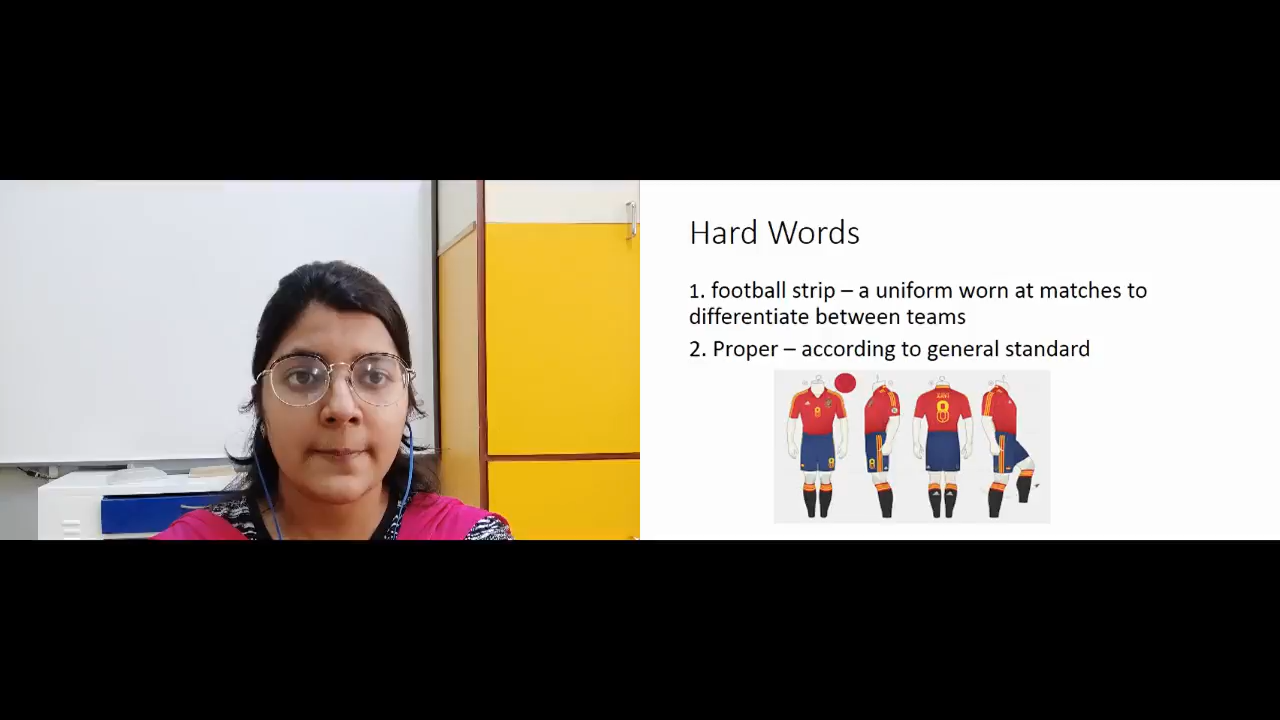 Hard Words
1. football strip – a uniform worn at matches to
differentiate between teams
2. Proper – according to general standard
8
8
XAVI
8